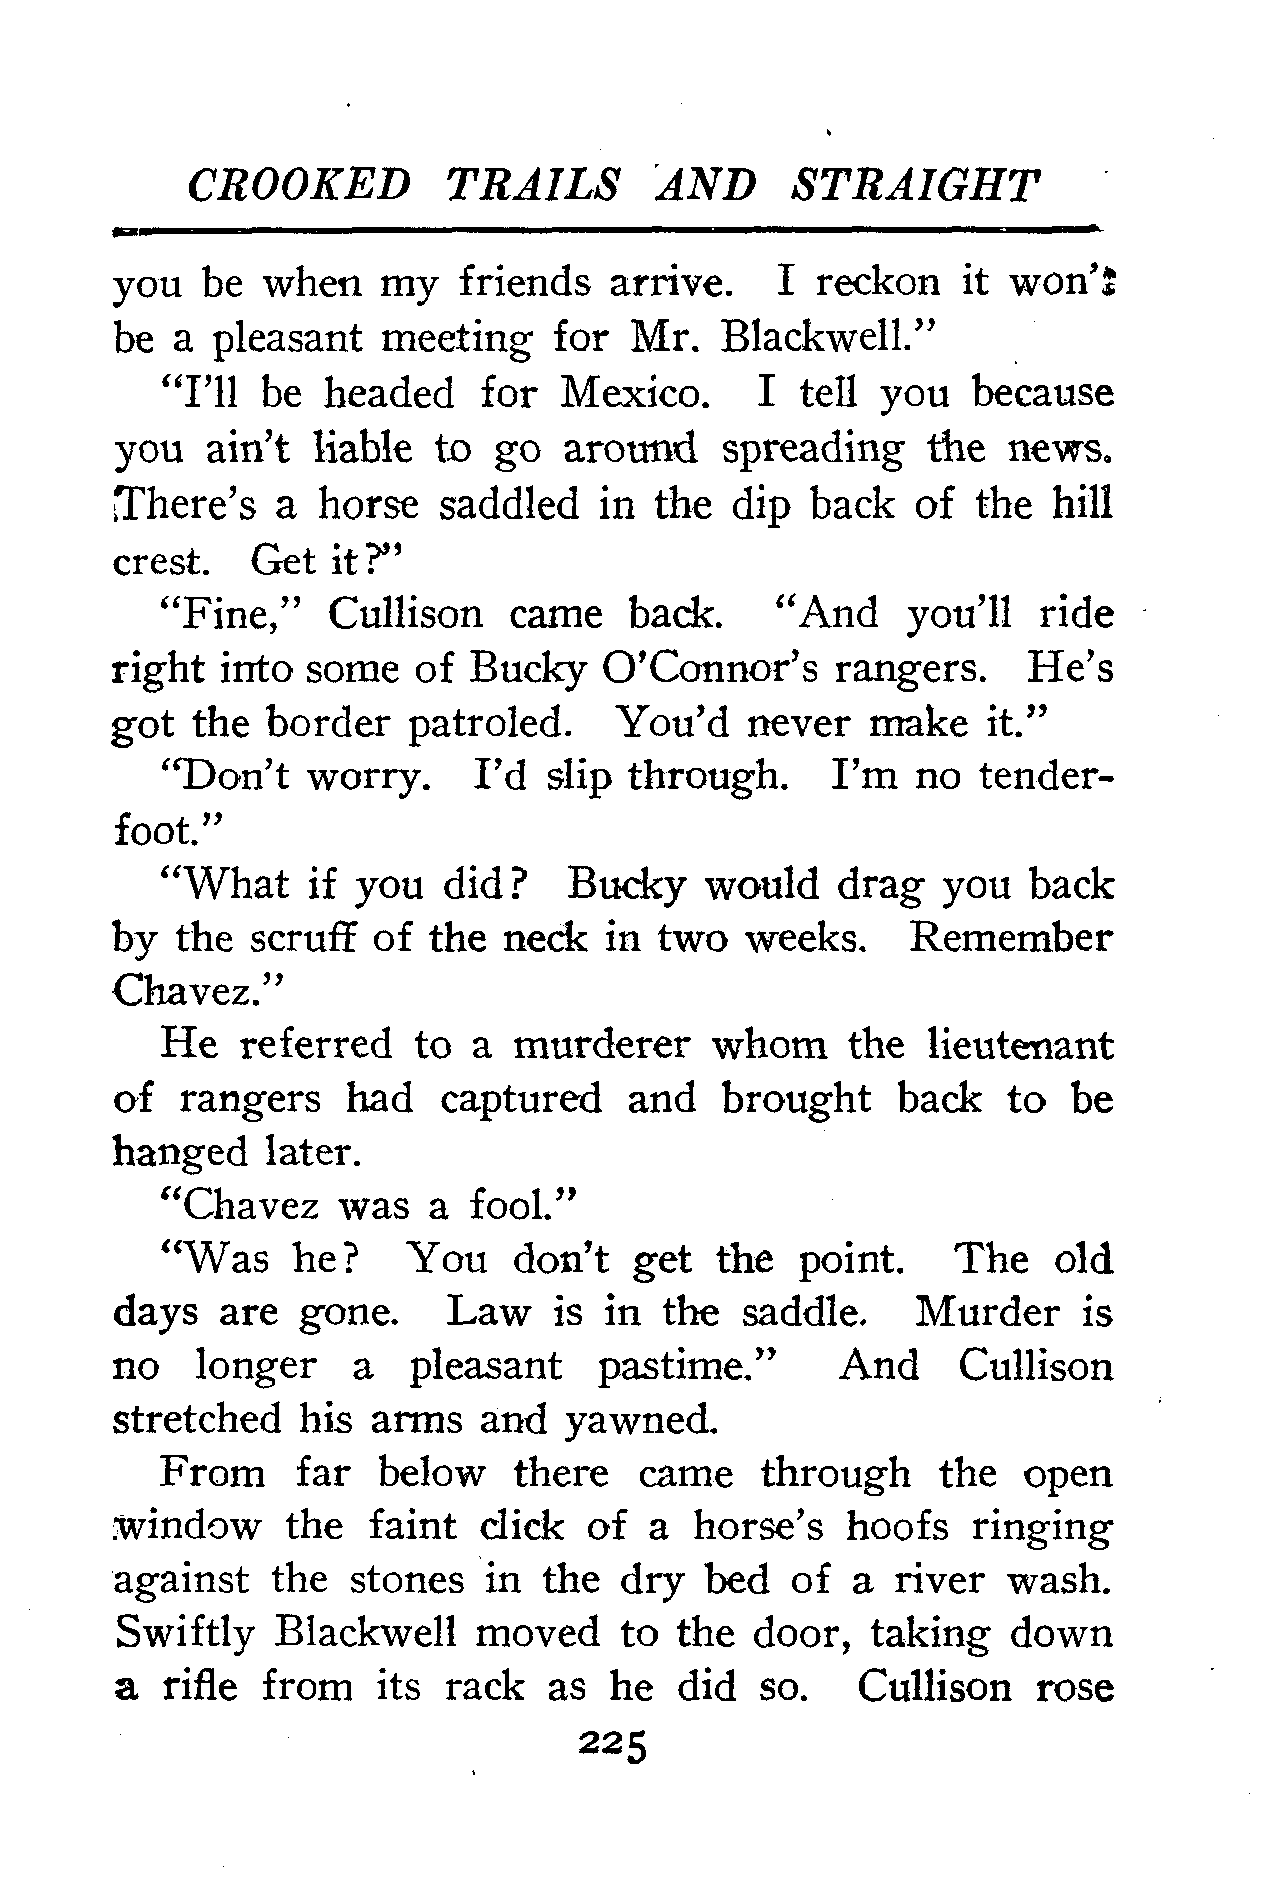 CROOKED TRAILS AND STRAIGHT
you be when my friends arrive. I reckon it won't
be a pleasant meeting for Mr. Blackwell."
"I'll be headed for Mexico. I tell you because
you ain't liable to go around spreading the news.
There's a horse saddled in the dip back of the hill
crest. Get it?"
"Fine," Cullison came back. "And you'll ride
right into some of Bucky O'Connor's rangers. He's
got the border patroled. You'd never make it."
"Don't worry. I'd slip through. I'm no tender-
foot."
"What if you did? Bucky would drag you back
by the scruff of the neck in two weeks. Remember
Chavez."
He referred to a murderer whom the lieutenant
of rangers had captured and brought back to be
hanged later.
"Chavez was a fool."
"Was he? You don't get the point. The old
days are gone. Law is in the saddle. Murder is
no longer a pleasant pastime." And Cullison
stretched his arms and yawned.
From far below there came through the open
window the faint click of a horse's hoofs ringing
against the stones in the dry bed of a river wash.
Swiftly Blackwell moved to the door, taking down
a rifle from its rack as he did so. Cullison rose
225